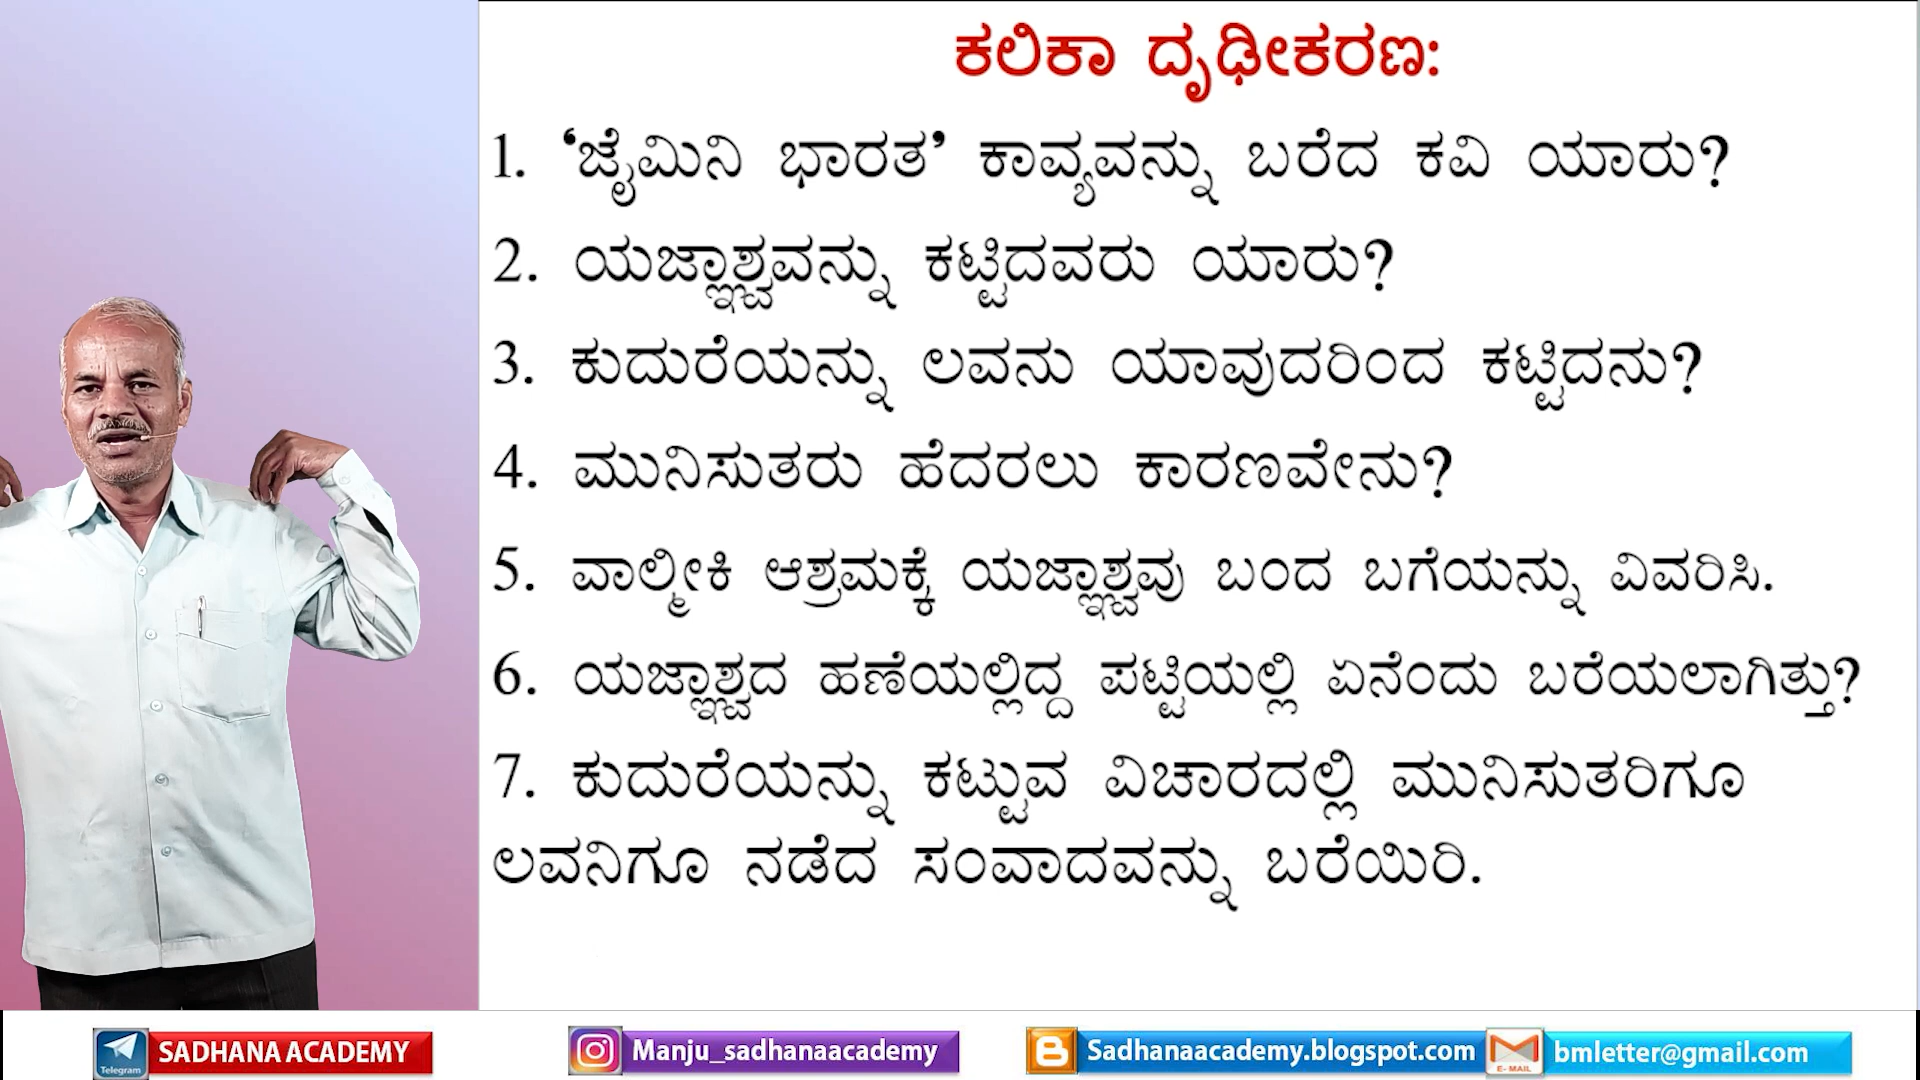 ಕಲಿಕಾ ದೃಢೀಕರಣ:
1. ‘ಜೈಮಿನಿ ಭಾರತ’ ಕಾವ್ಯವನ್ನು ಬರೆದ ಕವಿ ಯಾರು?
2. ಯಜ್ಞಾಶ್ವವನ್ನು ಕಟ್ಟಿದವರು ಯಾರು?
3. ಕುದುರೆಯನ್ನು ಲವನು ಯಾವುದರಿಂದ ಕಟ್ಟಿದನು?
4. ಮುನಿಸುತರು ಹೆದರಲು ಕಾರಣವೇನು?
5. ವಾಲ್ಮೀಕಿ ಆಶ್ರಮಕ್ಕೆ ಯಜ್ಞಾಶ್ವವು ಬಂದ ಬಗೆಯನ್ನು ವಿವರಿಸಿ.
6. ಯಜ್ಞಾಶ್ವದ ಹಣೆಯಲ್ಲಿದ್ದ ಪಟ್ಟಿಯಲ್ಲಿ ಏನೆಂದು ಬರೆಯಲಾಗಿತ್ತು?
7. ಕುದುರೆಯನ್ನು ಕಟ್ಟುವ ವಿಚಾರದಲ್ಲಿ ಮುನಿಸುತರಿಗೂ
ಲವನಿಗೂ ನಡೆದ ಸಂವಾದವನ್ನು ಬರೆಯಿರಿ.
Telegram SADHANA ACADEMY Manju_sadhanaacademy Sadhanaacademy.blogspot.com E-MAIL bmletter@gmail.com